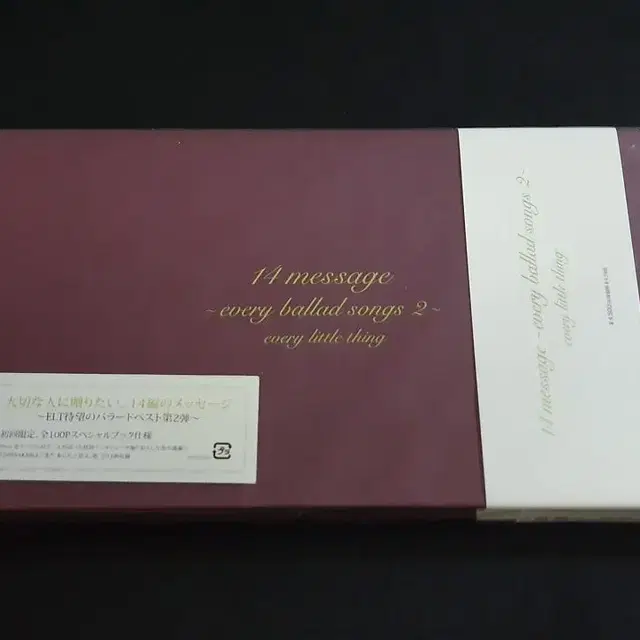 14 message
~every ballad songs 2~
every little thing
大切な人に贈りたい。14編のメッセージ
~ELT待望のバラードベスト第2弾~
初回限定、全100Pスペシャルブック仕様
14 message ~every ballad songs 2~
every little thing